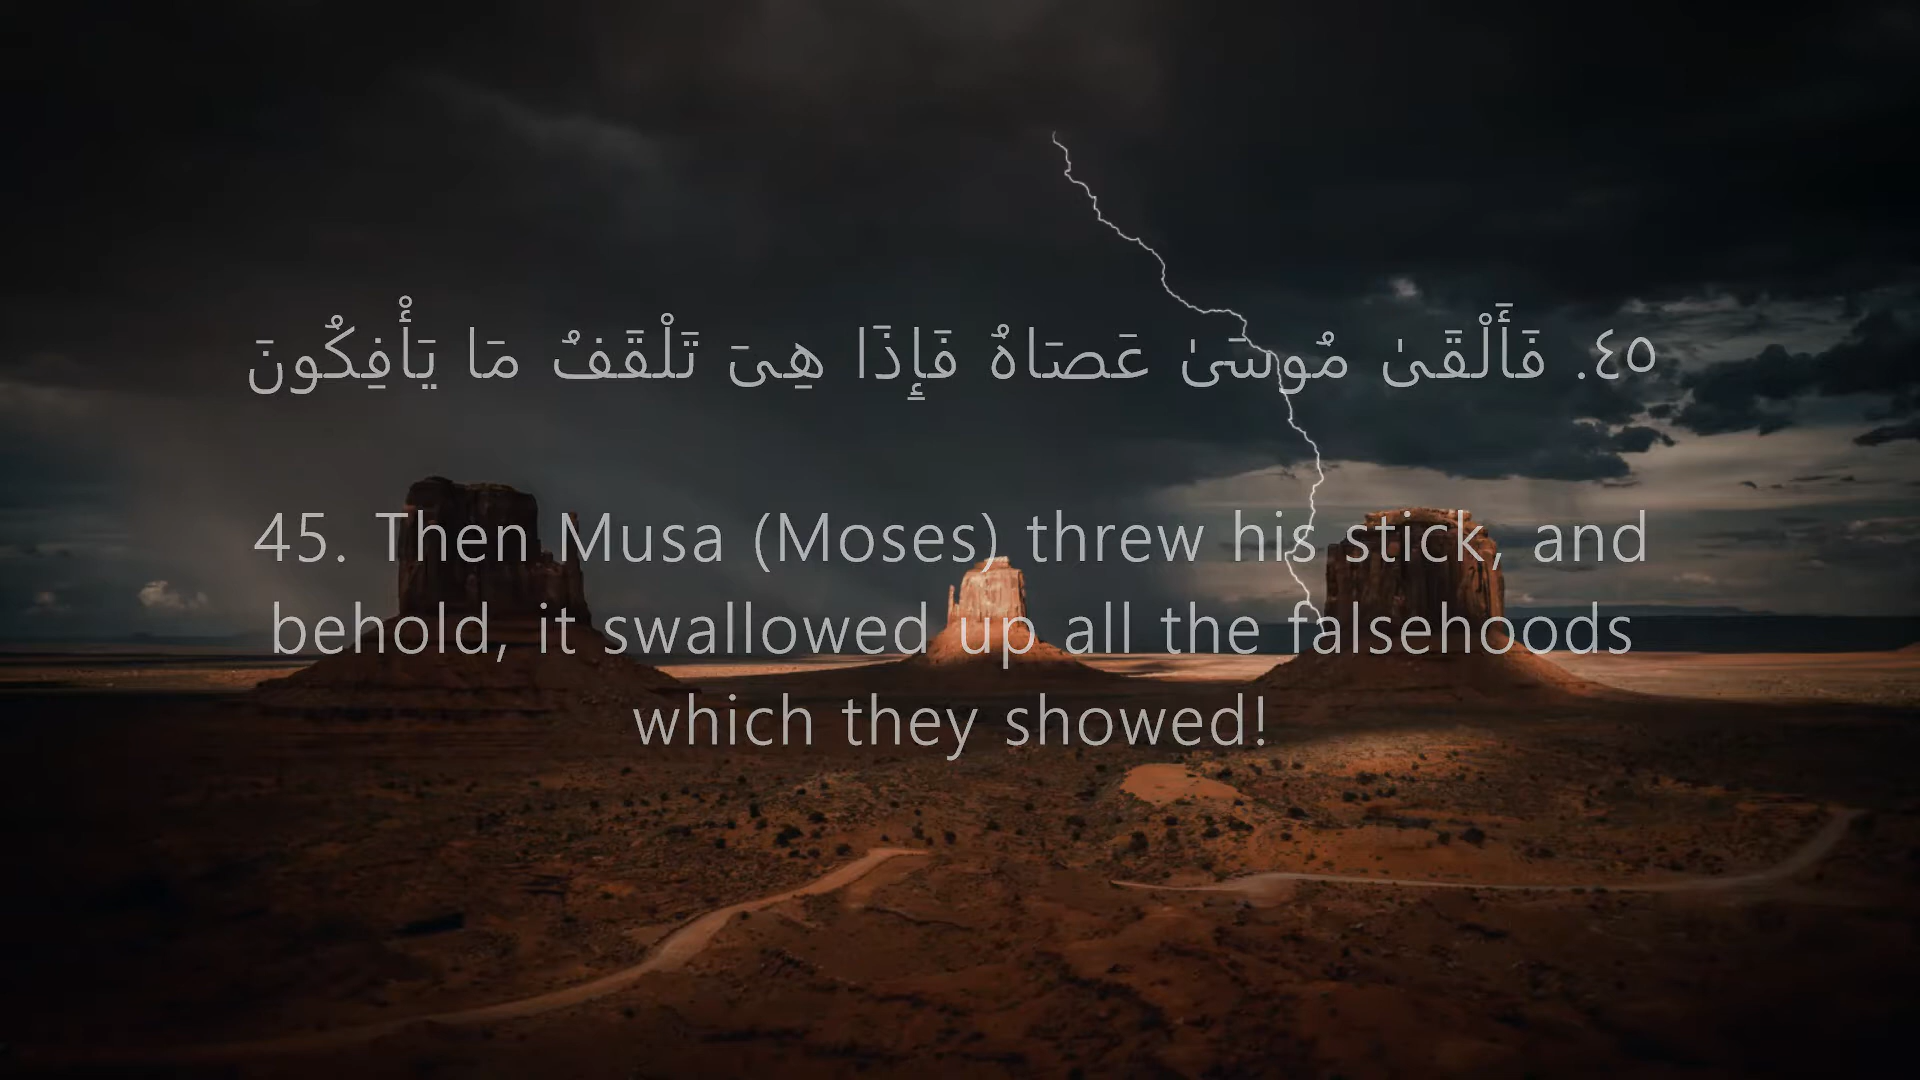 ٤٥. فَأَلْقَىٰ مُوسَىٰ عَصَاهُ فَإِذَا هِىَ تَلْقَفُ مَا يَأْفِكُونَ
45. Then Musa (Moses) threw his stick, and
behold, it swallowed up all the falsehoods
which they showed!